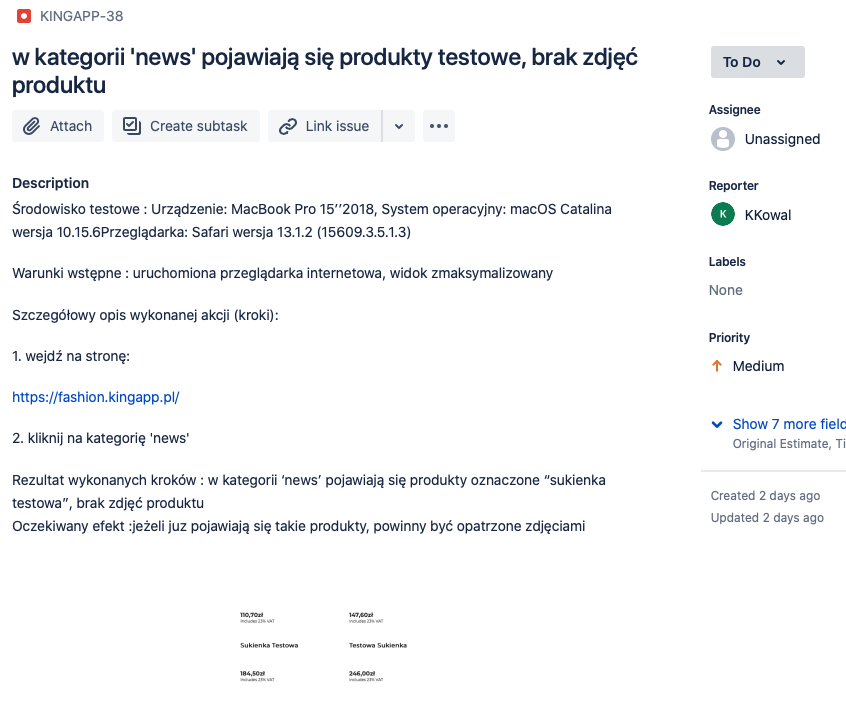 KINGAPP-38
w kategorii 'news' pojawiają się produkty testowe, brak zdjęć
produktu
Attach
Create subtask
Link issue
Description
Środowisko testowe : Urządzenie: MacBook Pro 15’’2018, System operacyjny: macOS Catalina
wersja 10.15.6Przeglądarka: Safari wersja 13.1.2 (15609.3.5.1.3)
Warunki wstępne : uruchomiona przeglądarka internetowa, widok zmaksymalizowany
Szczegółowy opis wykonanej akcji (kroki):
1. wejdź na stronę:
https://fashion.kingapp.pl/
2. kliknij na kategorię 'news'
Rezultat wykonanych kroków : w kategorii ‘news’ pojawiają się produkty oznaczone “sukienka
testowa”, brak zdjęć produktu
Oczekiwany efekt :jeżeli juz pojawiają się takie produkty, powinny być opatrzone zdjęciami
110,70zł
Includes 23% VAT
147,60zł
Includes 23% VAT
Sukienka Testowa
Testowa Sukienka
184,50zł
Includes 23% VAT
246,00zł
Includes 23% VAT
To Do
Assignee
Unassigned
Reporter
K
KKowal
Labels
None
Priority
Medium
Show 7 more field
Original Estimate, Ti
Created 2 days ago
Updated 2 days ago